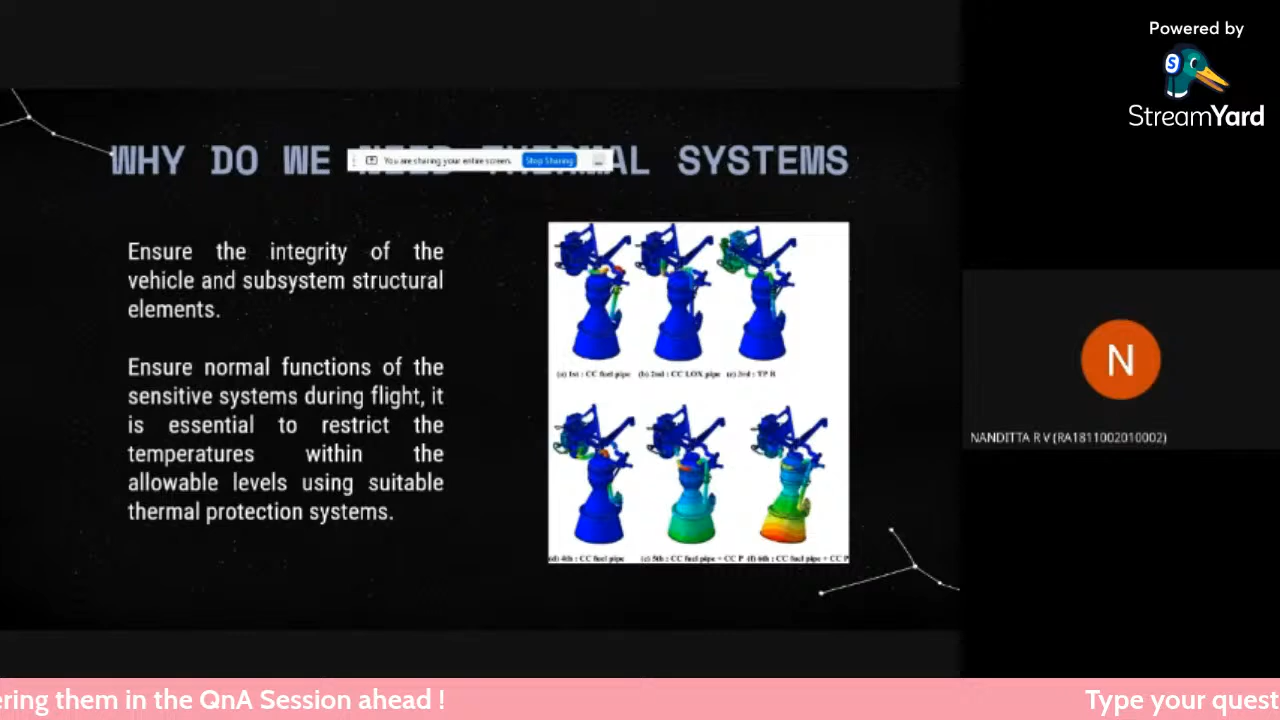 Powered by
StreamYard
WHY DO WE NEED THERMAL SYSTEMS
You are sharing your entire screen.
Stop Sharing
Ensure the integrity of the
vehicle and subsystem structural
elements.
Ensure normal functions of the
sensitive systems during flight, it
is essential to restrict the
temperatures within the
allowable levels using suitable
thermal protection systems.
(a) 1st : CC fuel pipe (b) 2nd : CC LOX pipe (c) 3rd : TP B
(d) 4th : CC fuel pipe (e) 5th : CC fuel pipe + CC P (f) 6th : CC fuel pipe + CC P
N
NANDITTA R V (RA1811002010002)
ering them in the QnA Session ahead !
Type your quest